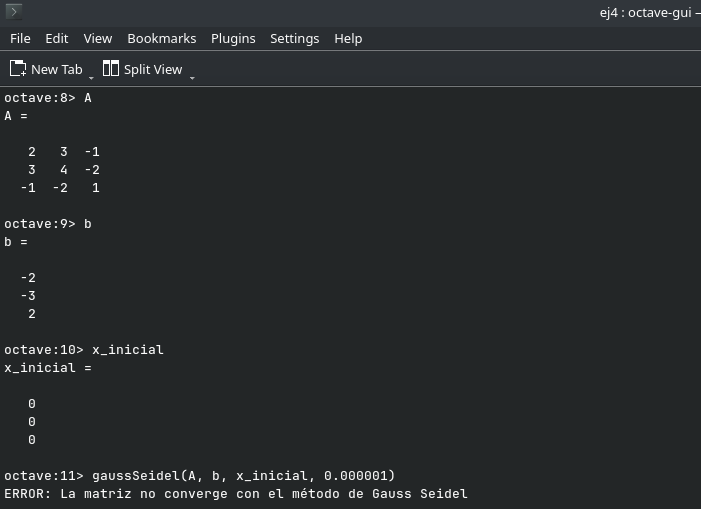 ej4 : octave-gui –
File Edit View Bookmarks Plugins Settings Help
New Tab Split View
octave:8> A
A =
2 3 -1
3 4 -2
-1 -2 1
octave:9> b
b =
-2
-3
2
octave:10> x_inicial
x_inicial =
0
0
0
octave:11> gaussSeidel(A, b, x_inicial, 0.000001)
ERROR: La matriz no converge con el método de Gauss Seidel